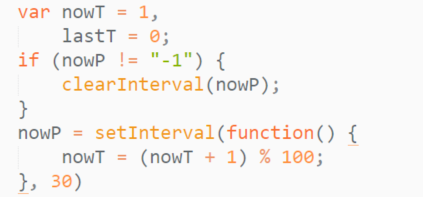 var nowT = 1,
    lastT = 0;
if (nowP != "-1") {
    clearInterval(nowP);
}
nowP = setInterval(function() {
    nowT = (nowT + 1) % 100;
}, 30)